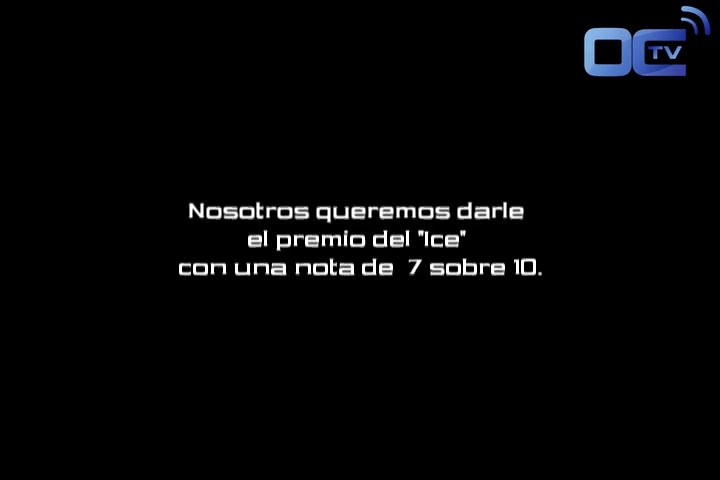 OC TV
Nosotros queremos darle
el premio del "Ice"
con una nota de 7 sobre 10.